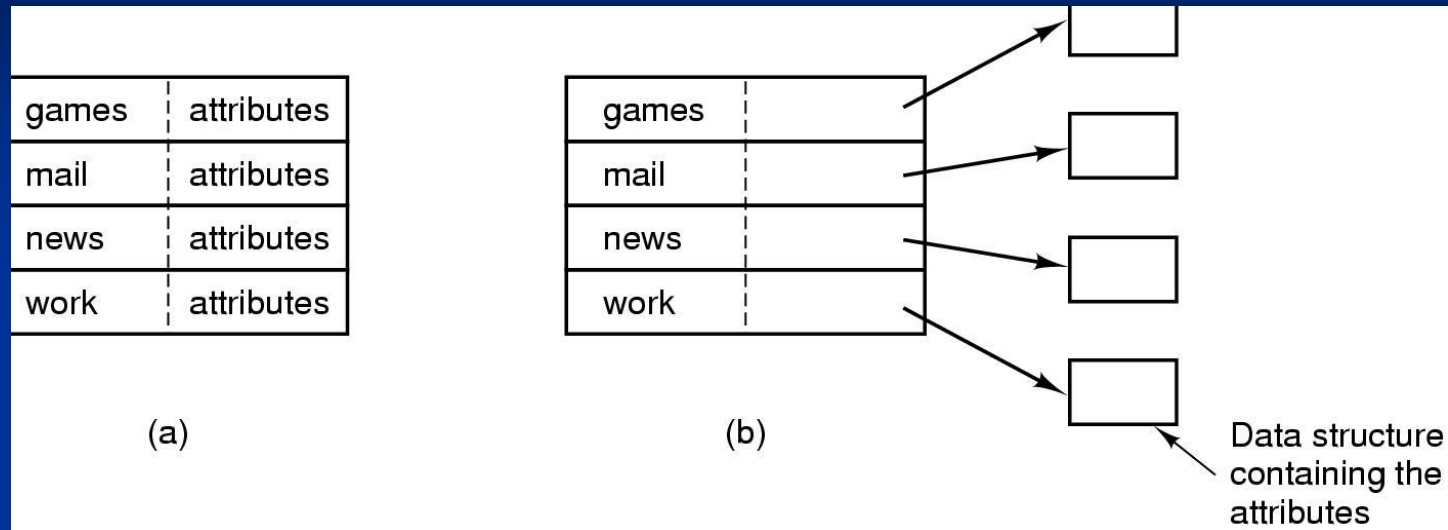 games attributes
mail attributes
news attributes
work attributes
(a)
games
mail
news
work
(b)
Data structure
containing the
attributes